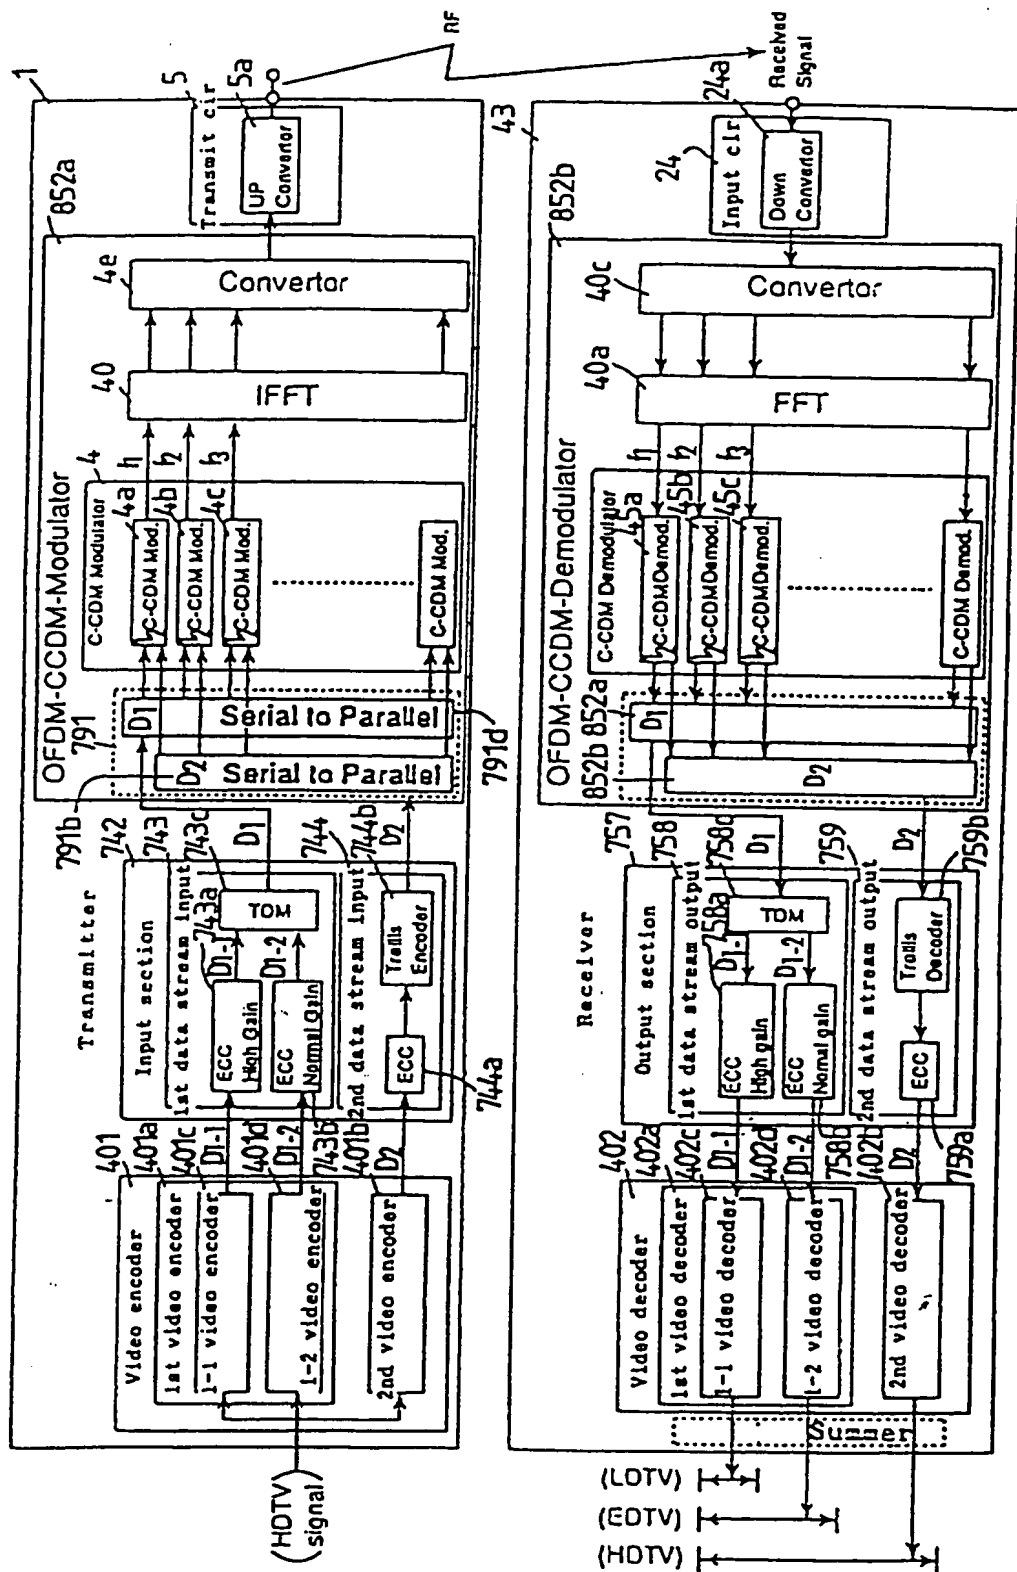 1
Transmitter
(HDTV signal)
Video encoder
401
1st video encoder
401a
1-1 video encoder
401c
1-2 video encoder
401d
2nd video encoder
401b
D1-1
D1-2
D2
Input section
742
1st data stream input
743
ECC High Gain
743a
ECC Normal Gain
743b
D1-1
D1-2
TDM
743c
2nd data stream input
744
ECC
744a
Trellis Encoder
744b
D1
D2
OFDM-CCDM-Modulator
852a
791
D1 Serial to Parallel
791d
D2 Serial to Parallel
791b
C-CDM Modulator
4
C-CDM Mod.
4a
C-CDM Mod.
4b
C-CDM Mod.
4c
C-CDM Mod.
f1
f2
f3
IFFT
40
Convertor
4e
Transmit cir
5
UP Convertor
5a
RF
Received Signal
43
Input cir
24
Down Convertor
24a
OFDM-CCDM-Demodulator
852b
Convertor
40c
FFT
40a
f1
f2
f3
C-CDM Demodulator
C-CDM Demod.
45a
C-CDM Demod.
45b
C-CDM Demod.
45c
C-CDM Demod.
D1
852a
D2
852b
Receiver
Output section
757
1st data stream output
758
D1
TDM
758c
D1-1
D1-2
ECC High gain
758a
ECC Normal gain
758b
2nd data stream output
759
D2
Trellis Decoder
759b
ECC
759a
D1-1
D1-2
D2
Video decoder
402
1st video decoder
402a
1-1 video decoder
402c
1-2 video decoder
402d
2nd video decoder
402b
Summer
(LDTV)
(EDTV)
(HDTV)